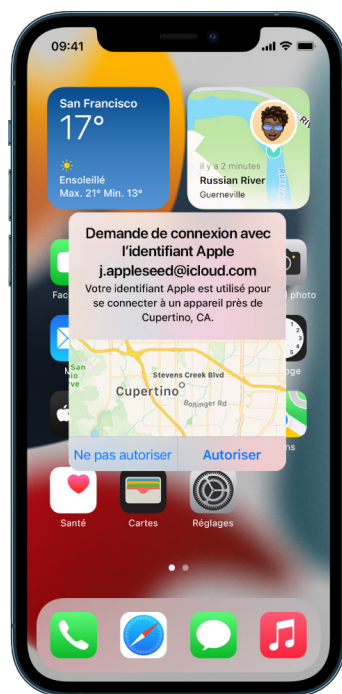 09:41
San Francisco
17°
Ensoleillé
Max. 21° Min. 13°
il y a 2 minutes
Russian River
Guerneville
Demande de connexion avec
l’identifiant Apple
j.appleseed@icloud.com
Votre identifiant Apple est utilisé pour
se connecter à un appareil près de
Cupertino, CA.
Stevens Creek Blvd
Cupertino
Bollinger Rd
Ne pas autoriser
Autoriser
Santé
Cartes
Réglages